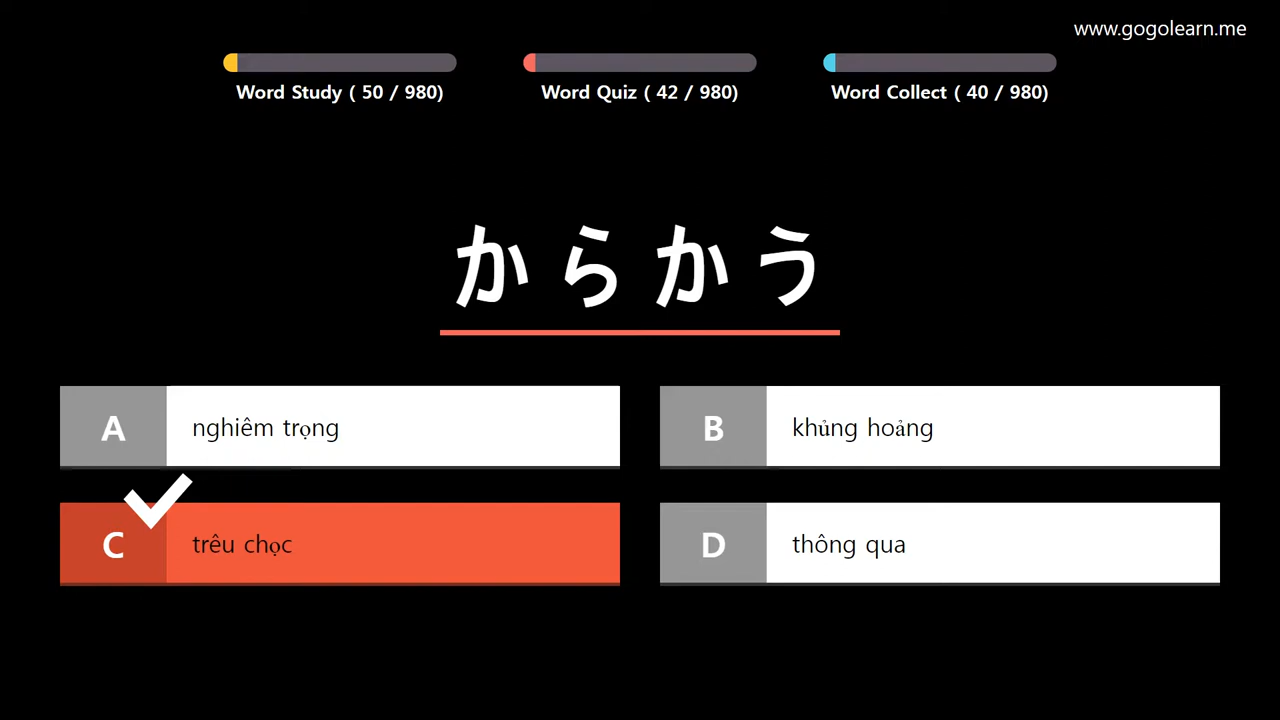 www.gogolearn.me
Word Study ( 50 / 980)
Word Quiz ( 42 / 980)
Word Collect ( 40 / 980)
からかう
A
nghiêm trọng
B
khủng hoảng
C
trêu chọc
D
thông qua